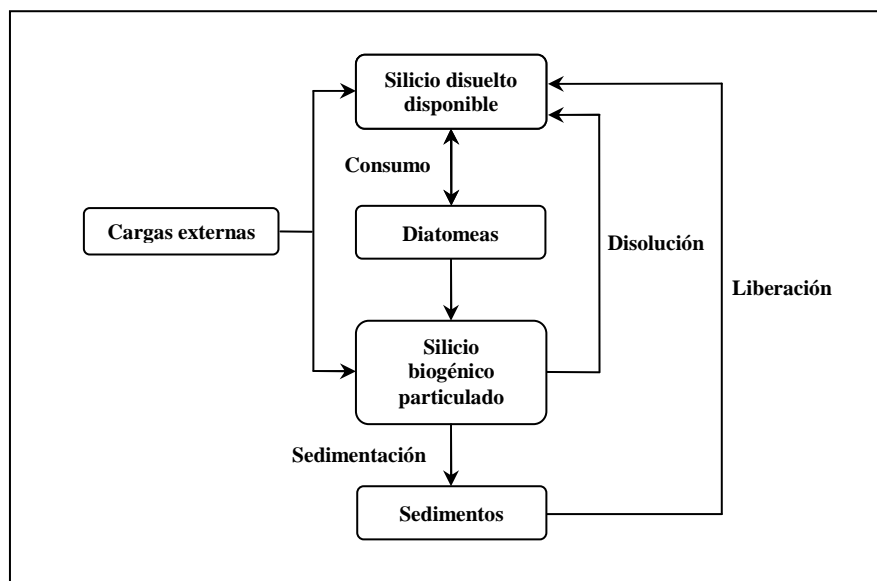 Silicio disuelto
disponible
Consumo
Cargas externas
Diatomeas
Disolución
Liberación
Silicio
biogénico
particulado
Sedimentación
Sedimentos